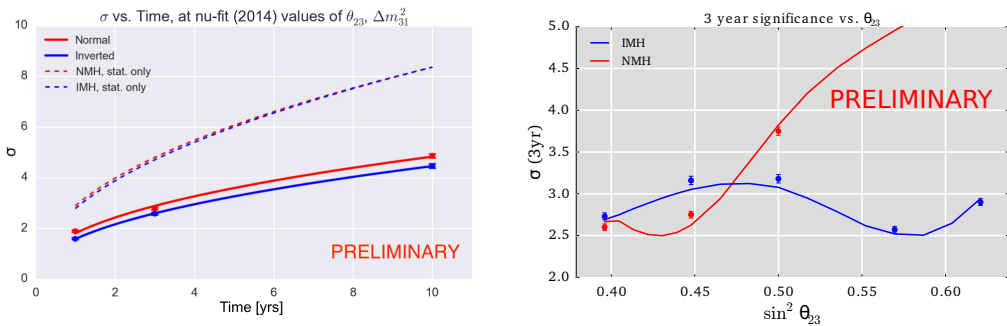 σ vs. Time, at nu-fit (2014) values of θ₂₃, Δm₃₁²
Normal
Inverted
NMH, stat. only
IMH, stat. only
σ
10
8
6
4
2
0
PRELIMINARY
0 2 4 6 8 10
Time [yrs]
3 year significance vs. θ₂₃
IMH
NMH
PRELIMINARY
σ (3yr)
5.0
4.5
4.0
3.5
3.0
2.5
2.0
0.40 0.45 0.50 0.55 0.60
sin² θ₂₃